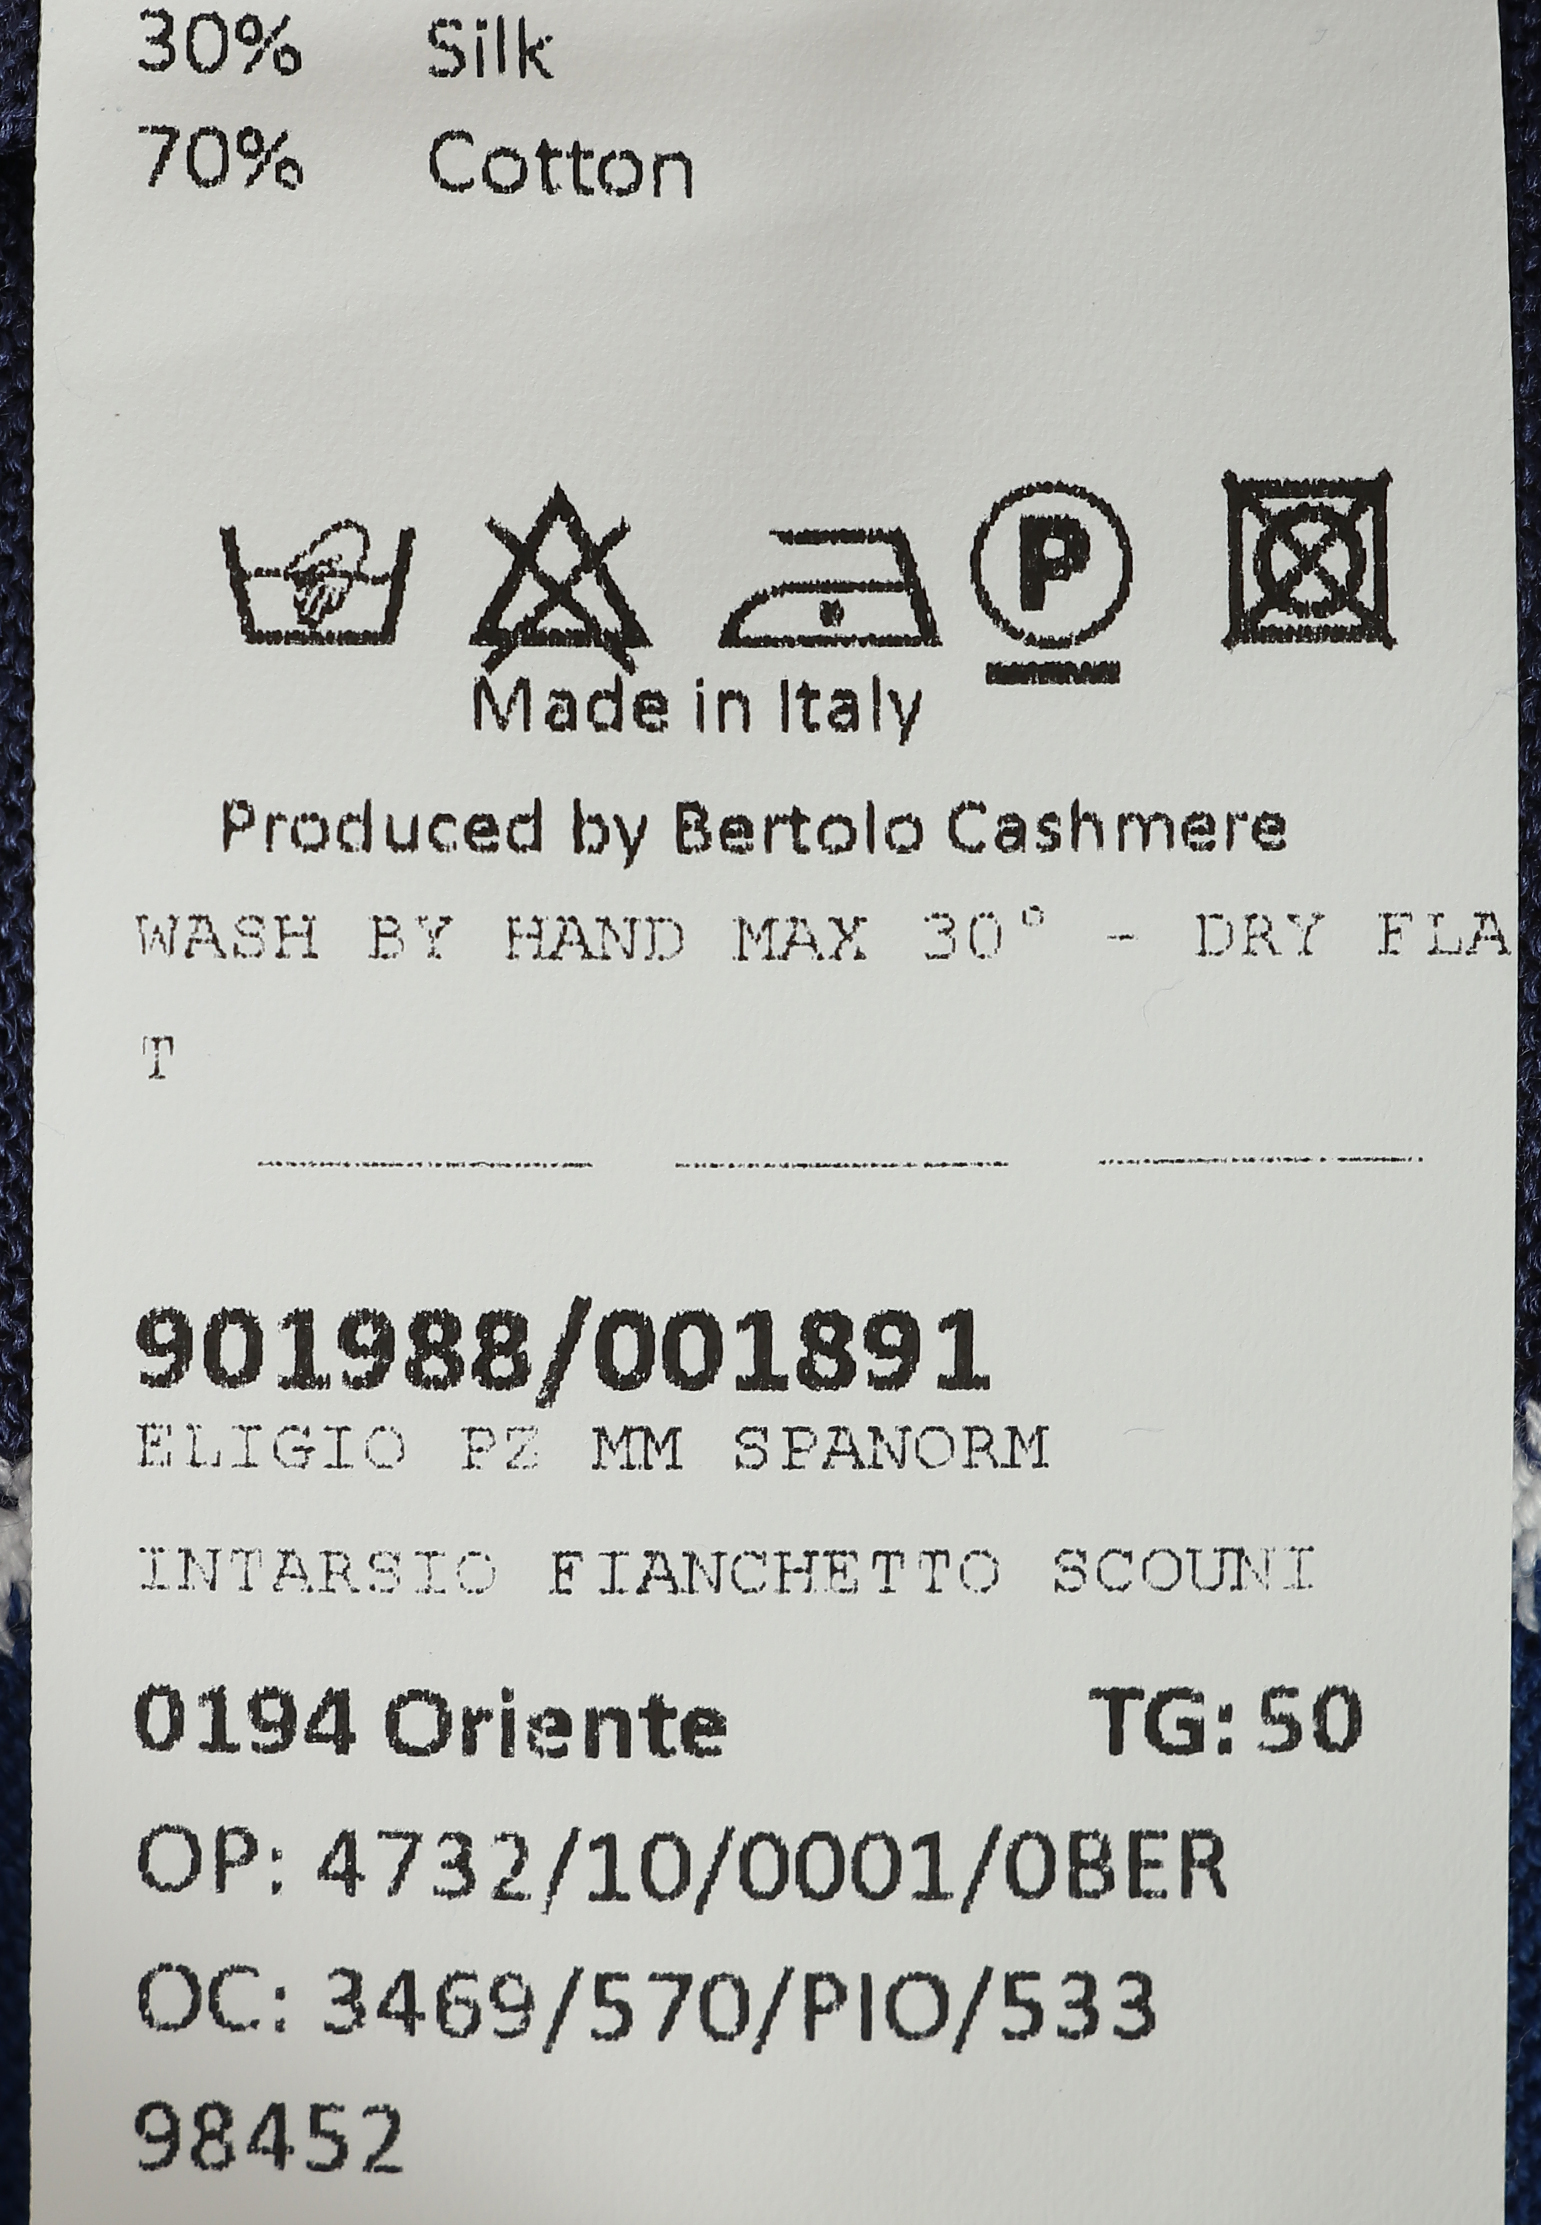 30% Silk
70% Cotton
P
Made in Italy
Produced by Bertolo Cashmere
WASH BY HAND MAX 30° - DRY FLA
T
901988/001891
ELIGIO PZ MM SPANORM
INTARSIO FIANCHETTO SCOUNI
0194 Oriente TG: 50
OP: 4732/10/0001/0BER
OC: 3469/570/PIO/533
98452